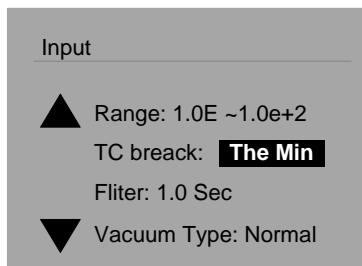 Input
Range: 1.0E ~1.0e+2
TC breack: The Min
Fliter: 1.0 Sec
Vacuum Type: Normal